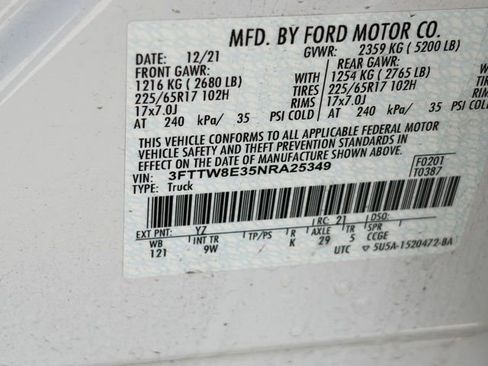 MFD. BY FORD MOTOR CO.
DATE: 12/21 GVWR: 2359 KG ( 5200 LB)
FRONT GAWR: REAR GAWR:
1216 KG ( 2680 LB) WITH 1254 KG ( 2765 LB) WITH
225/65R17 102H TIRES 225/65R17 102H TIRES
17x7.0J RIMS 17x7.0J RIMS
AT 240 kPa/ 35 PSI COLD AT 240 kPa/ 35 PSI COLD
THIS VEHICLE CONFORMS TO ALL APPLICABLE FEDERAL MOTOR
VEHICLE SAFETY AND BUMPER STANDARDS IN
EFFECT ON THE DATE OF MANUFACTURE SHOWN ABOVE.
VIN: 3FTTW8E35NRA25349 F0201
TYPE: Truck T0387
EXT PNT: YZ RC: 21 DSO:
WB INT TR TP/PS R AXLE TR SPR
121 9W K 29 5 CCGE
UTC 5U5A-1520472-BA